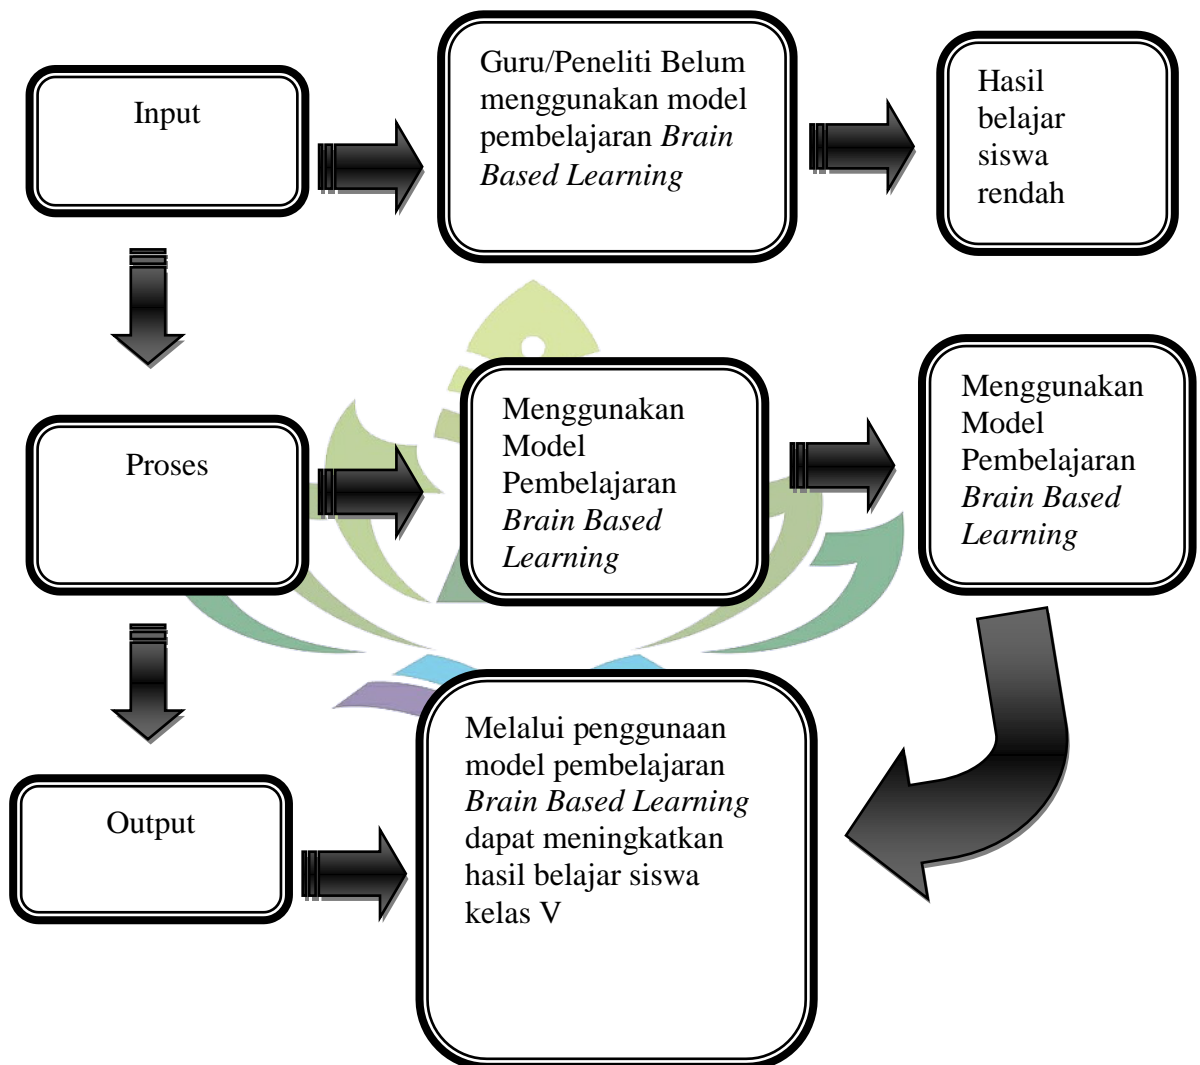 Input
Guru/Peneliti Belum
menggunakan model
pembelajaran Brain
Based Learning
Hasil
belajar
siswa
rendah
Proses
Menggunakan
Model
Pembelajaran
Brain Based
Learning
Menggunakan
Model
Pembelajaran
Brain Based
Learning
Output
Melalui penggunaan
model pembelajaran
Brain Based Learning
dapat meningkatkan
hasil belajar siswa
kelas V